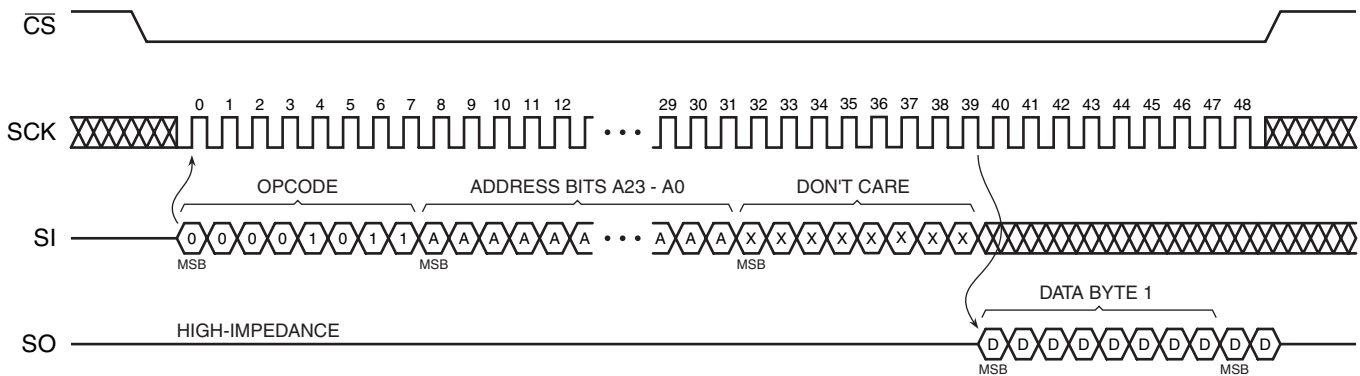 CS
0 1 2 3 4 5 6 7 8 9 10 11 12 29 30 31 32 33 34 35 36 37 38 39 40 41 42 43 44 45 46 47 48
SCK
OPCODE ADDRESS BITS A23 - A0 DON'T CARE
SI 0 0 0 0 1 0 1 1 A A A A A A A A A X X X X X X X X
MSB MSB MSB
DATA BYTE 1
HIGH-IMPEDANCE
SO D D D D D D D D D D
MSB MSB